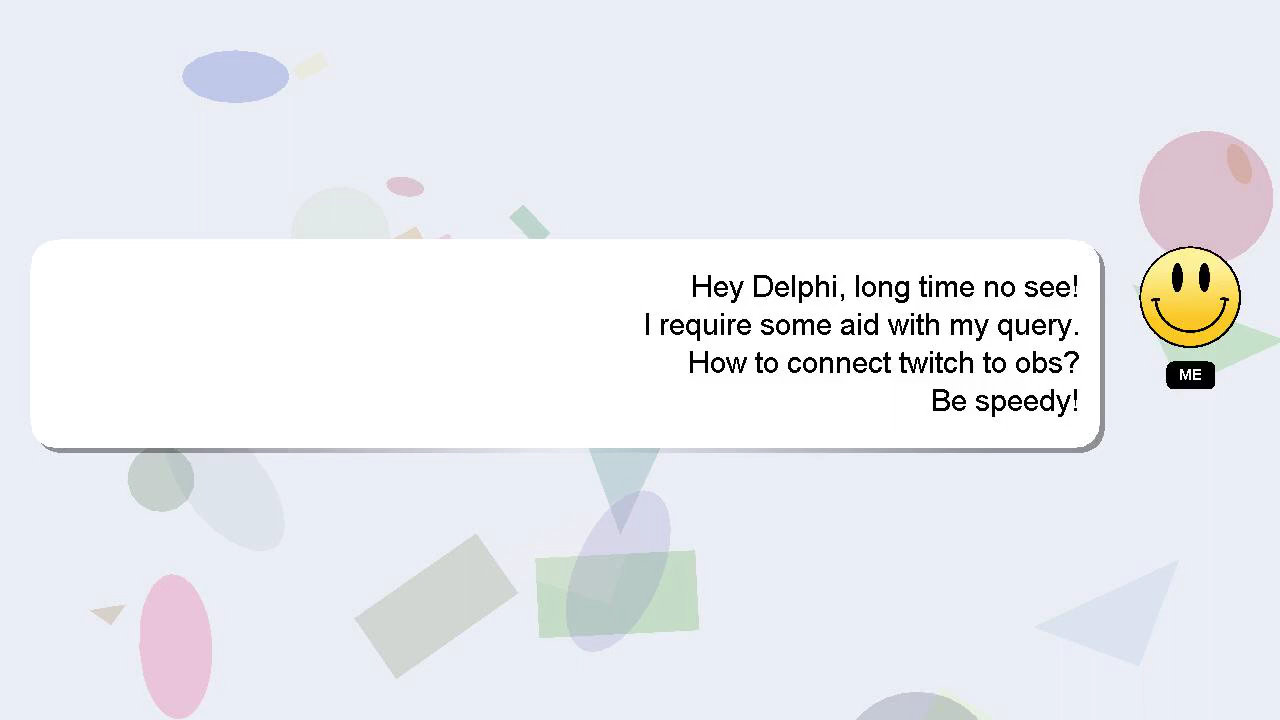 Hey Delphi, long time no see!
I require some aid with my query.
How to connect twitch to obs?
Be speedy!
ME